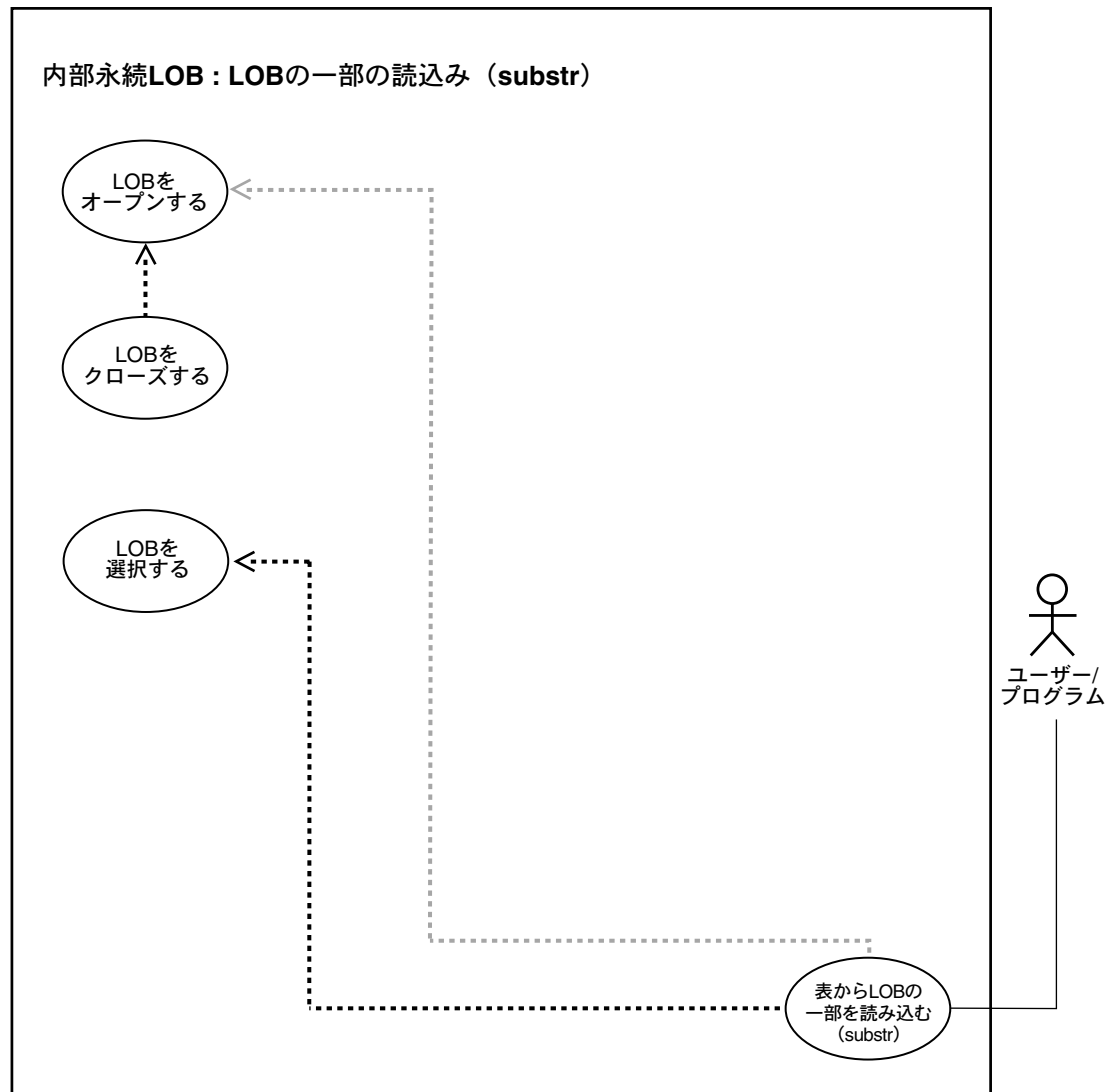 内部永続LOB : LOBの一部の読込み（substr）
LOBを
オープンする
LOBを
クローズする
LOBを
選択する
ユーザー/
プログラム
表からLOBの
一部を読み込む
（substr）